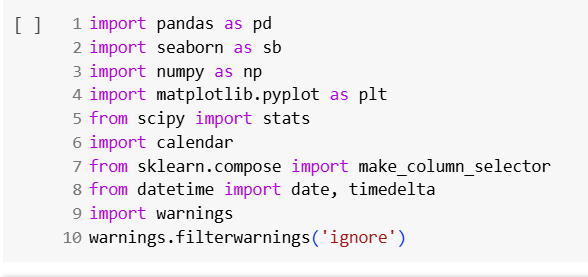 [ ] 1 import pandas as pd
2 import seaborn as sb
3 import numpy as np
4 import matplotlib.pyplot as plt
5 from scipy import stats
6 import calendar
7 from sklearn.compose import make_column_selector
8 from datetime import date, timedelta
9 import warnings
10 warnings.filterwarnings('ignore')